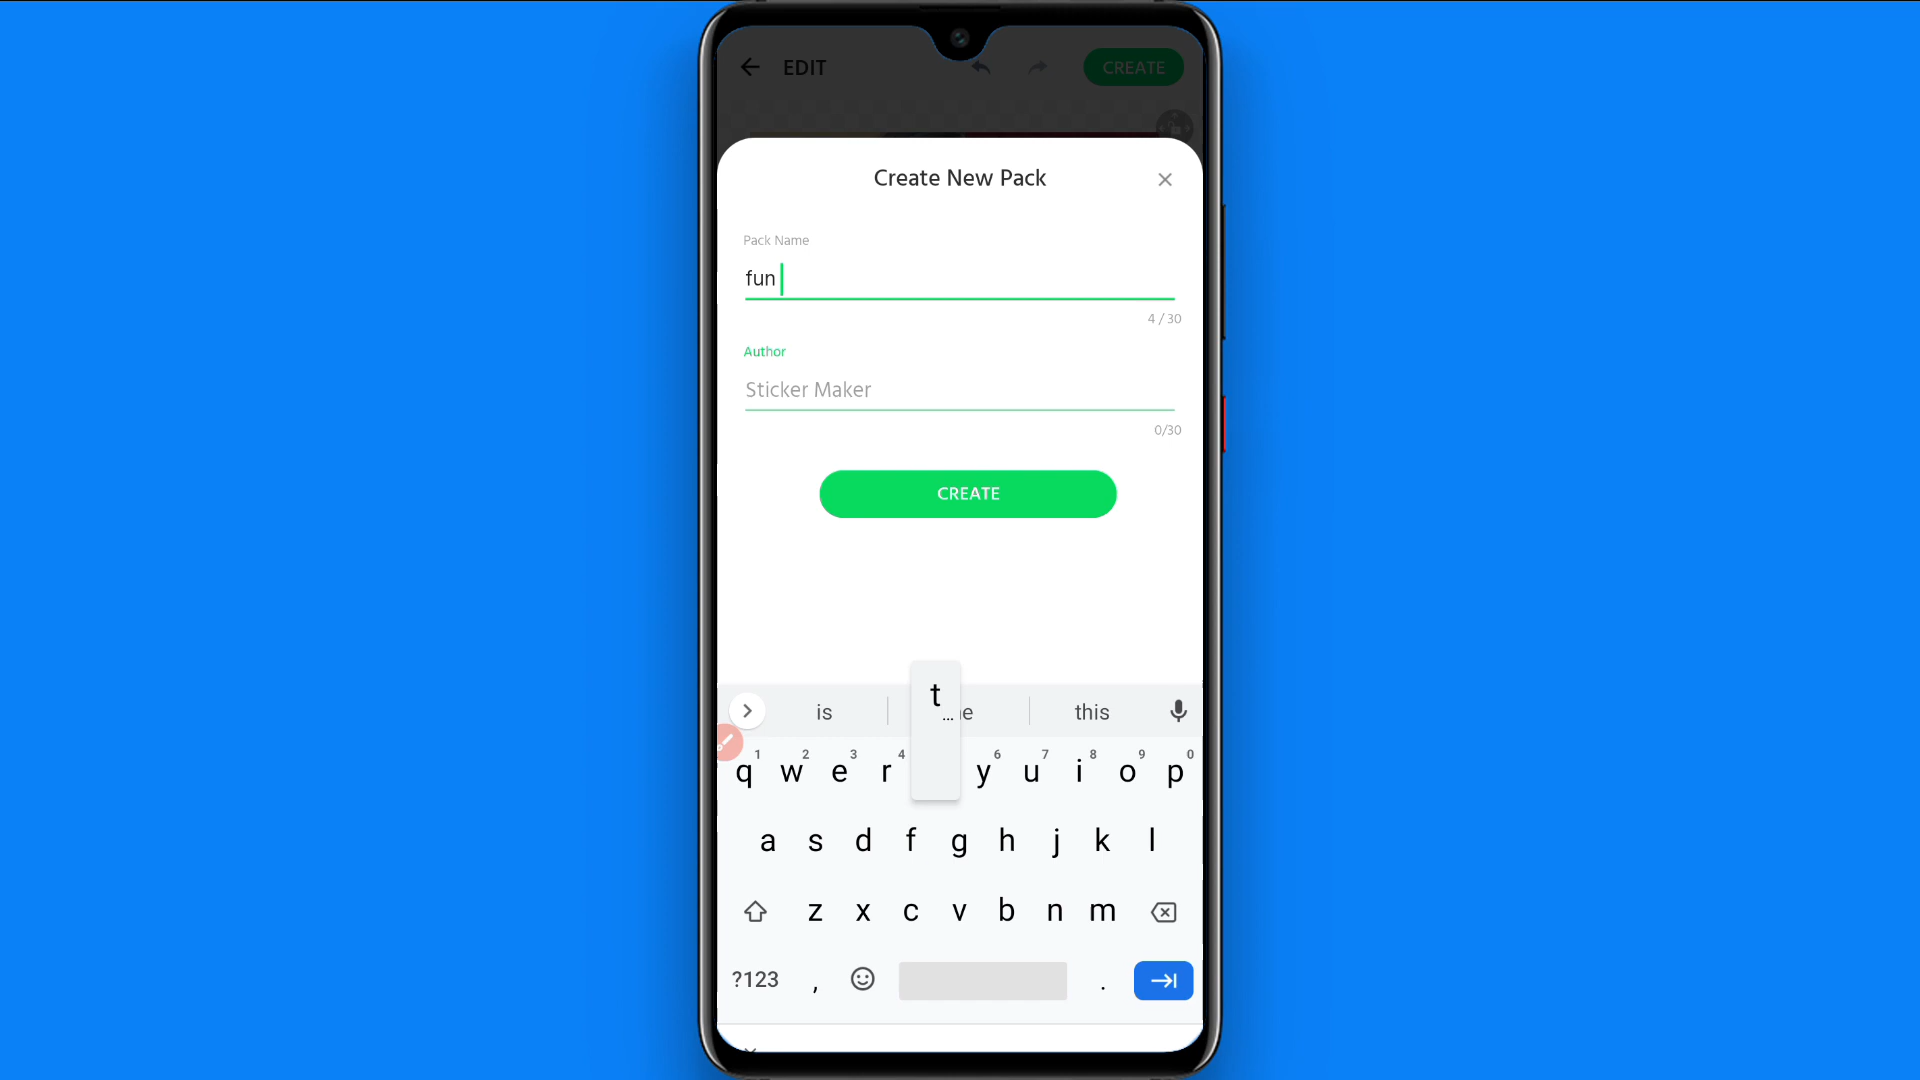 EDIT
CREATE
Create New Pack
Pack Name
fun
4 / 30
Author
Sticker Maker
0/30
CREATE
t
...
is this
1 2 3 4 6 7 8 9 0
q w e r y u i o p
a s d f g h j k l
z x c v b n m
?123 , .